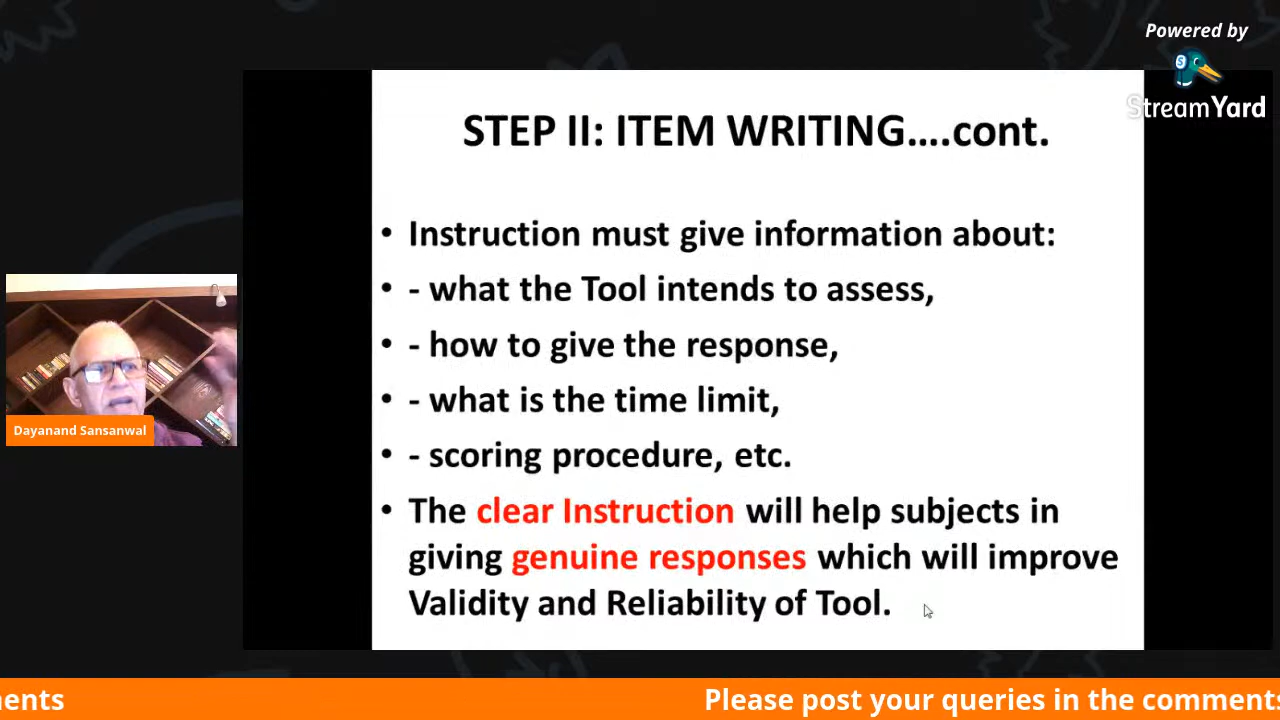 Powered by
StreamYard
STEP II: ITEM WRITING....cont.
• Instruction must give information about:
• - what the Tool intends to assess,
• - how to give the response,
• - what is the time limit,
• - scoring procedure, etc.
• The clear Instruction will help subjects in
giving genuine responses which will improve
Validity and Reliability of Tool.
Dayanand Sansanwal
ents Please post your queries in the comments